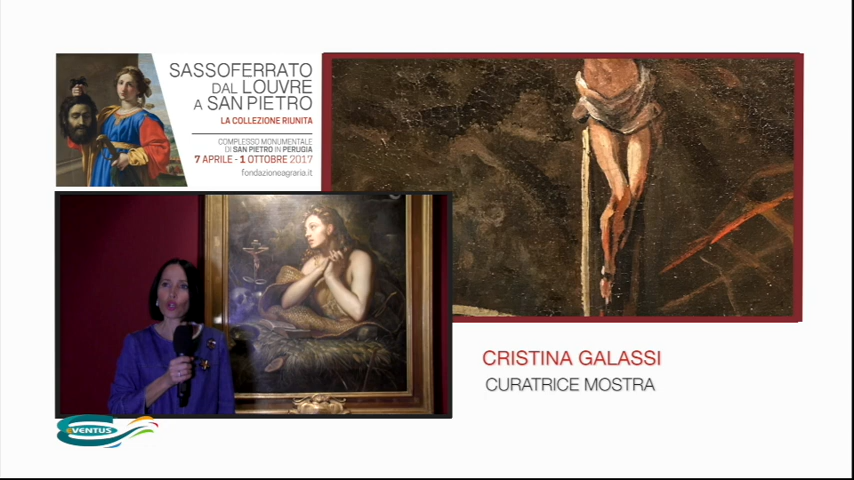 SASSOFERRATO
DAL LOUVRE
A SAN PIETRO
LA COLLEZIONE RIUNITA
COMPLESSO MONUMENTALE
DI SAN PIETRO IN PERUGIA
7 APRILE - 1 OTTOBRE 2017
fondazioneagraria.it
CRISTINA GALASSI
CURATRICE MOSTRA
EVENTUS